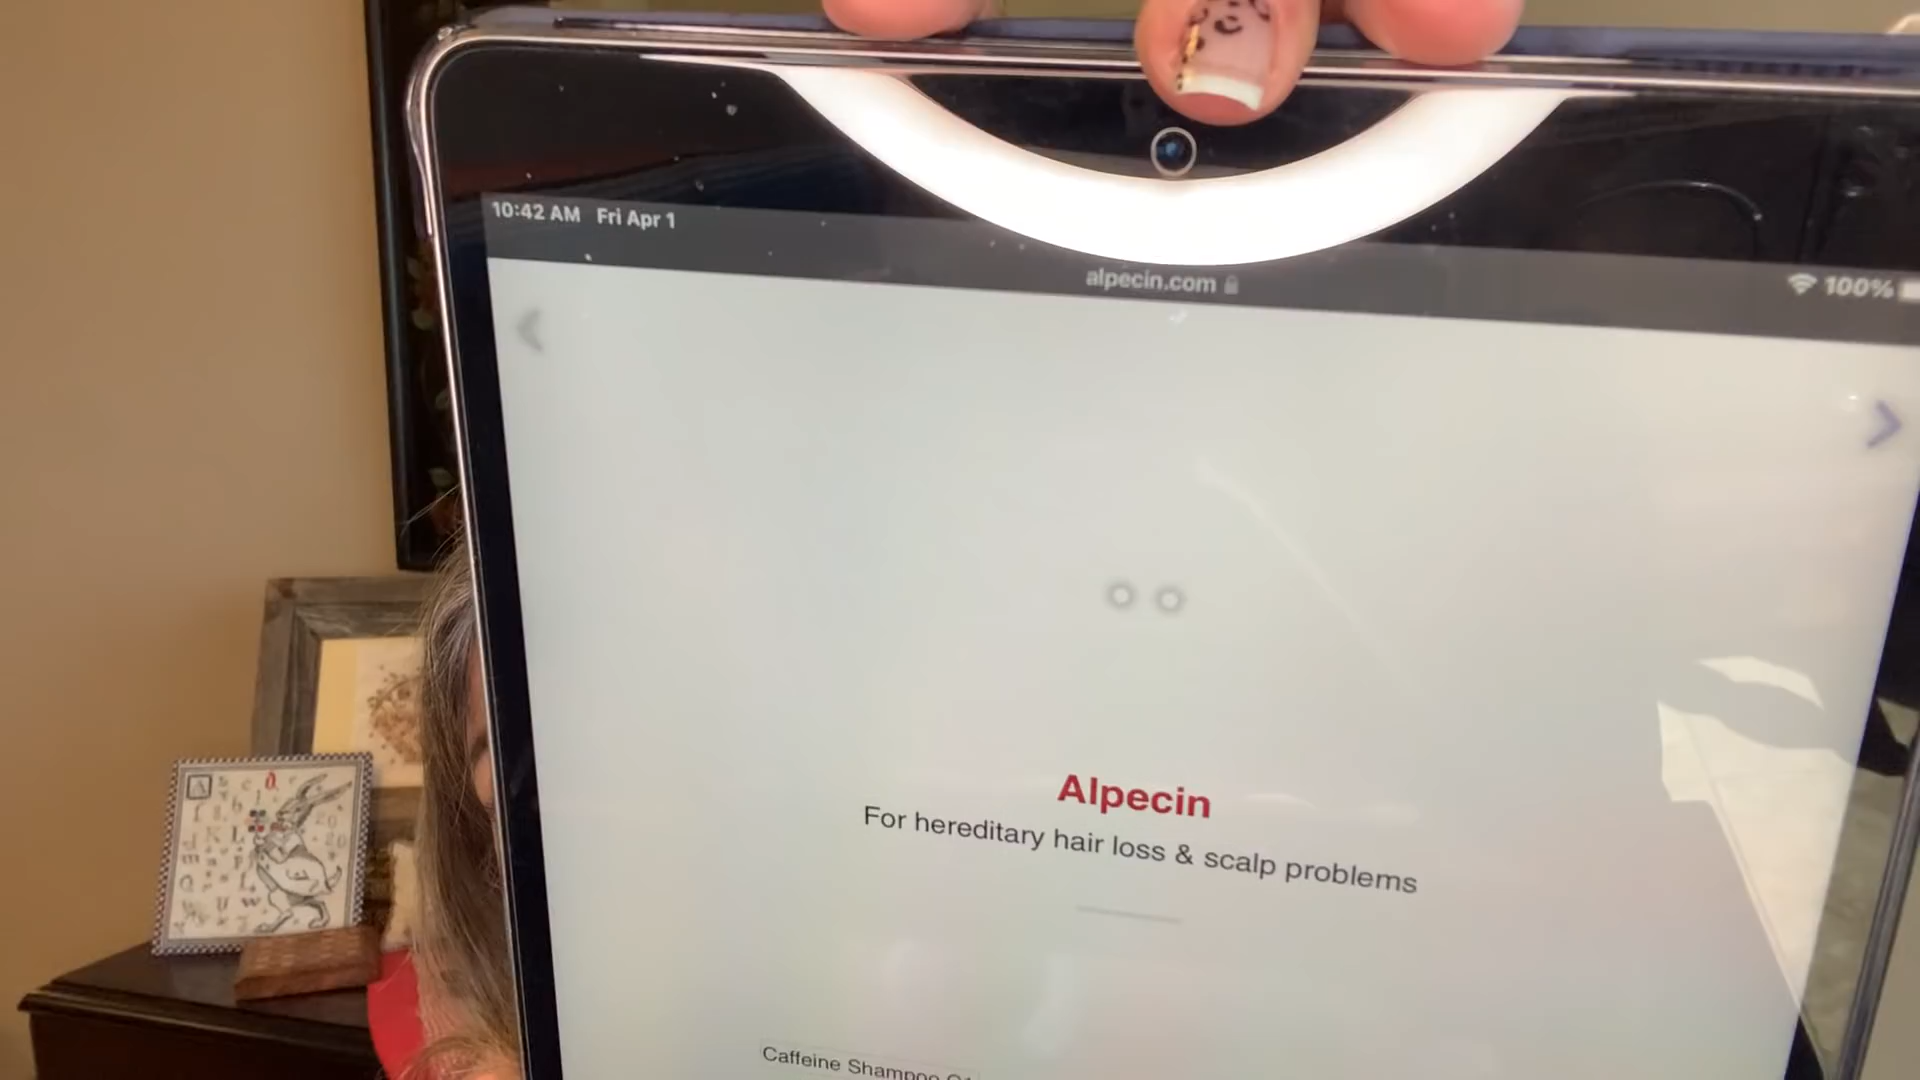 10:42 AM Fri Apr 1
alpecin.com
100%
Alpecin
For hereditary hair loss & scalp problems
Caffeine Shampoo